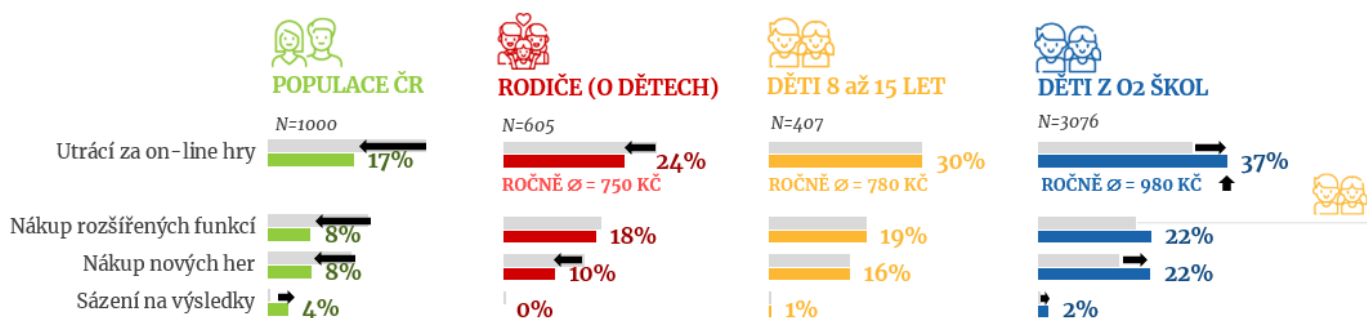 POPULACE ČR RODIČE (O DĚTECH) DĚTI 8 až 15 LET DĚTI Z O2 ŠKOL
N=1000 N=605 N=407 N=3076
Utrácí za on-line hry 17% 24% 30% 37%
ROČNĚ Ø = 750 KČ ROČNĚ Ø = 780 KČ ROČNĚ Ø = 980 KČ
Nákup rozšířených funkcí 8% 18% 19% 22%
Nákup nových her 8% 10% 16% 22%
Sázení na výsledky 4% 0% 1% 2%